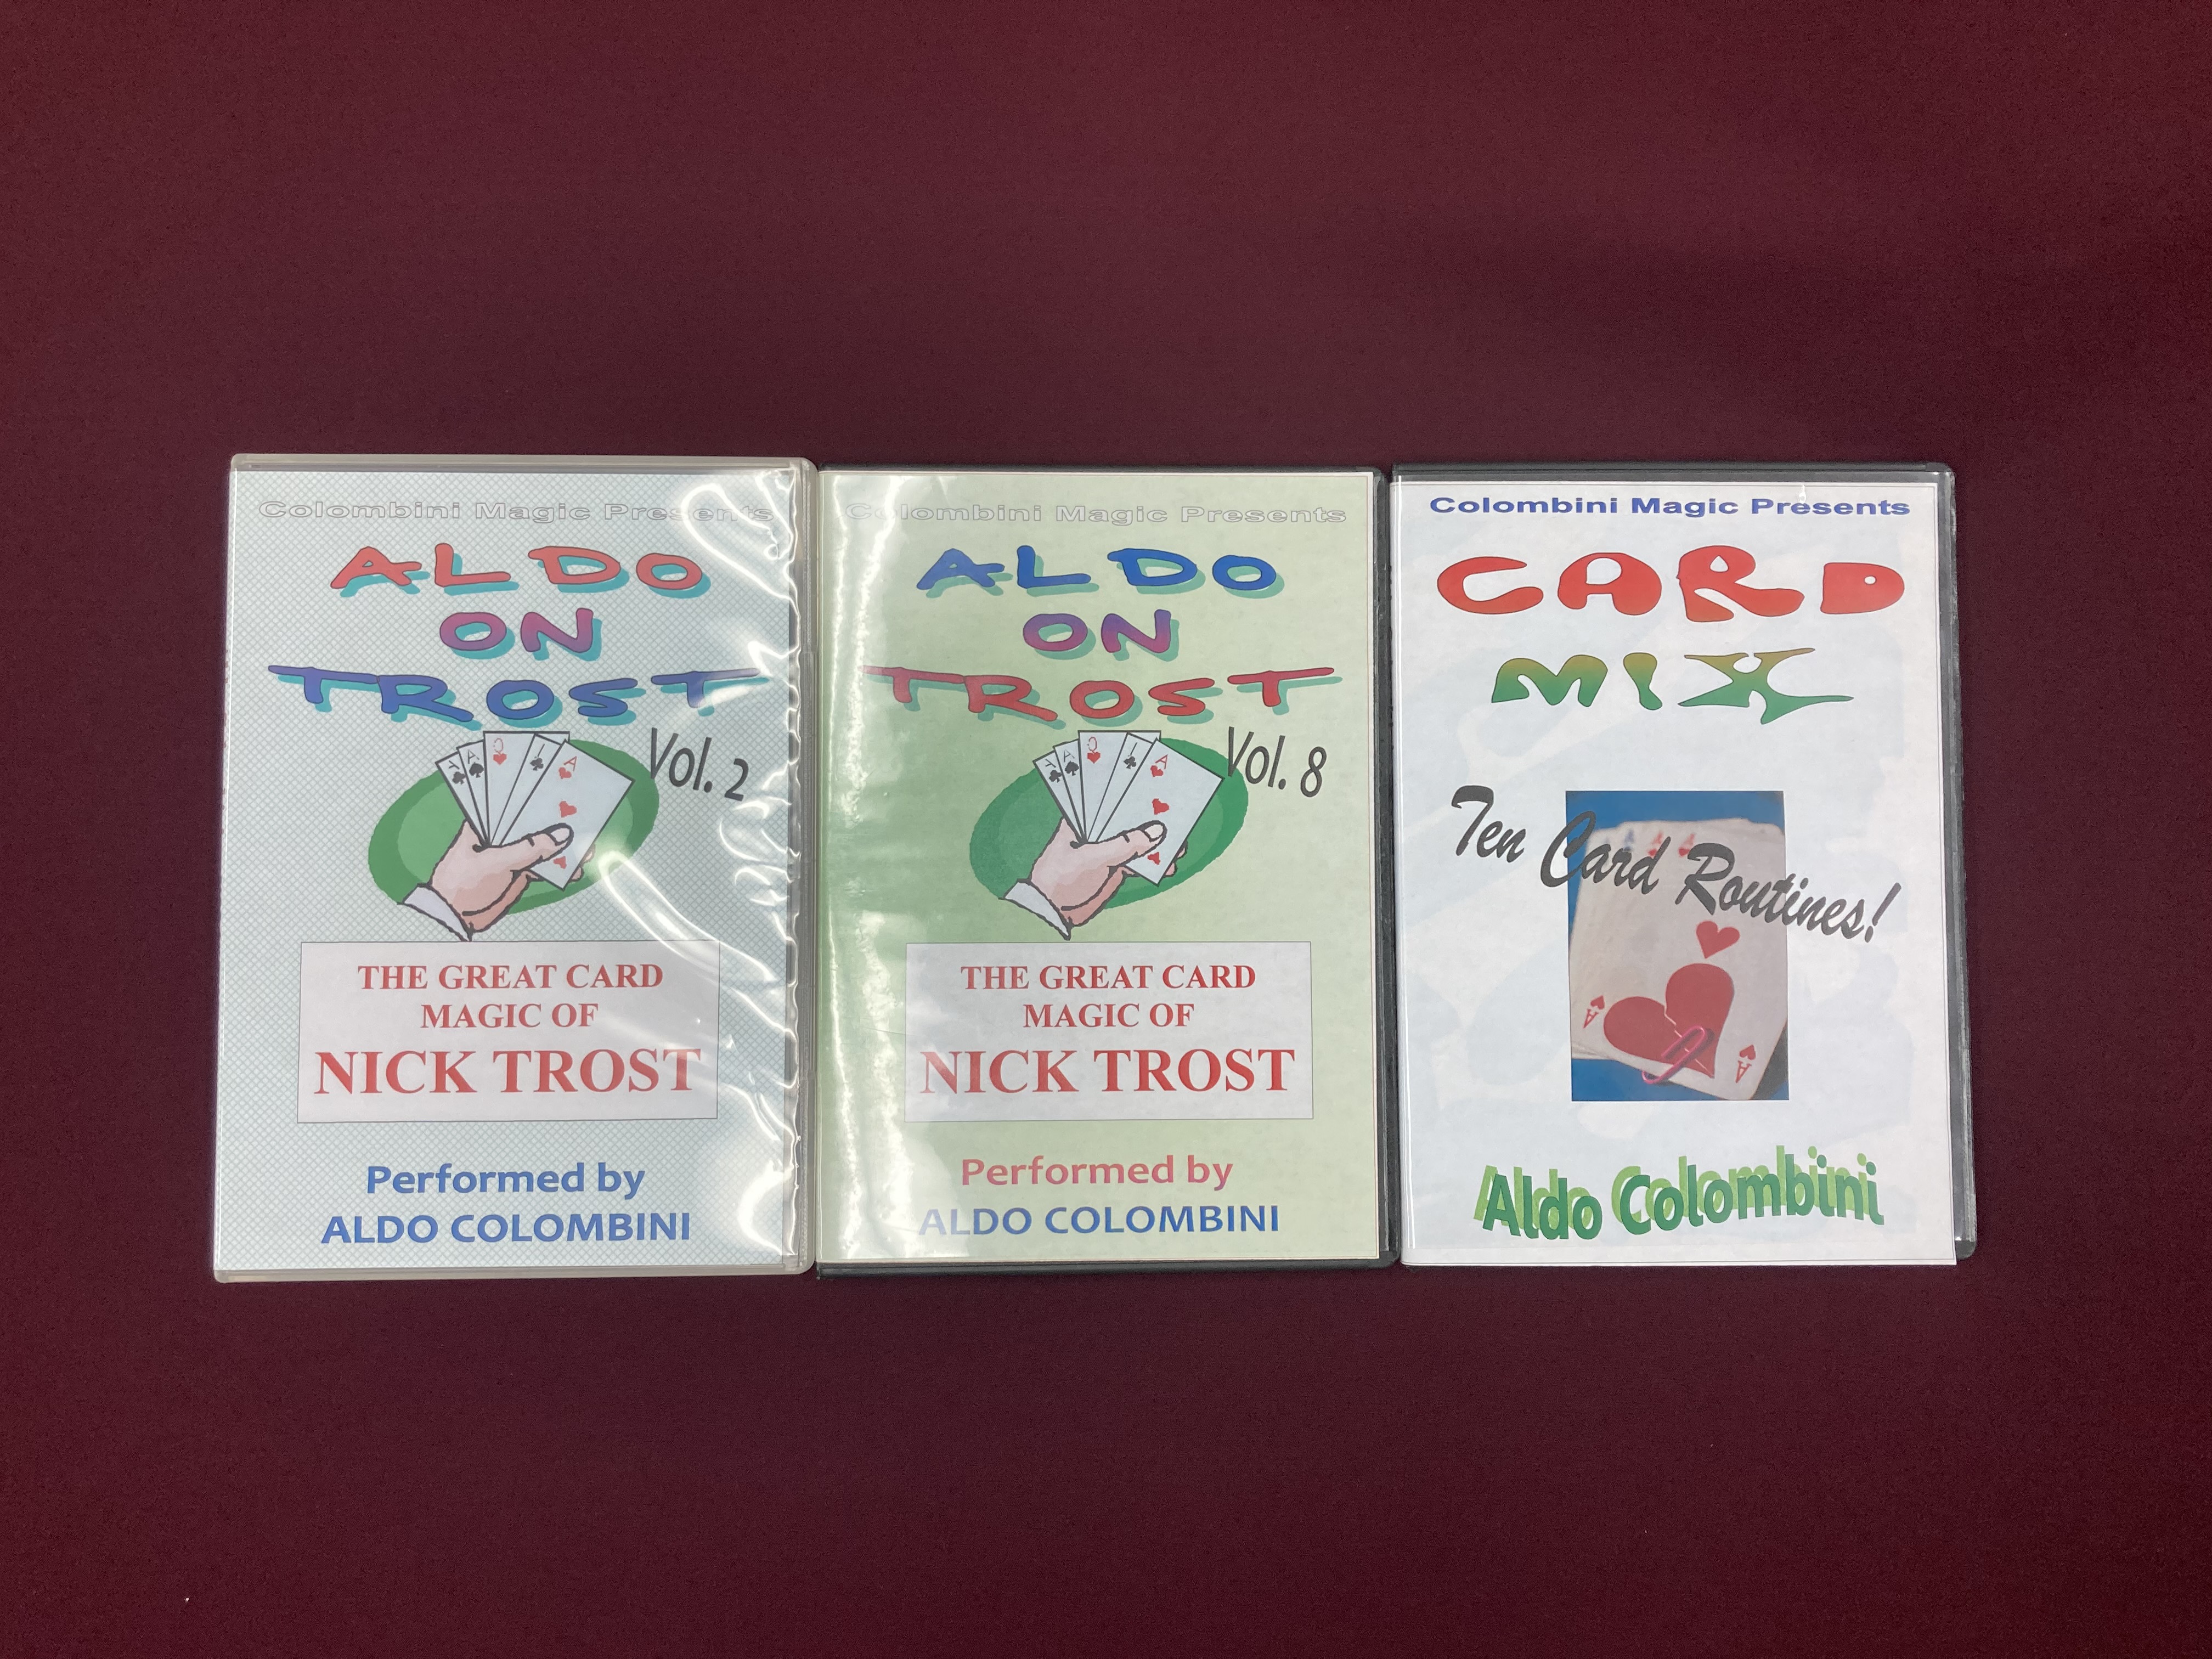 Colombini Magic Presents
ALDO
ON
TROST
Vol. 2
A
A
Q
J
A
THE GREAT CARD
MAGIC OF
NICK TROST
Performed by
ALDO COLOMBINI
Colombini Magic Presents
ALDO
ON
TROST
Vol. 8
A
A
Q
J
A
THE GREAT CARD
MAGIC OF
NICK TROST
Performed by
ALDO COLOMBINI
Colombini Magic Presents
CARD
MIX
Ten Card Routines!
A
A
A
A
A
Aldo Colombini